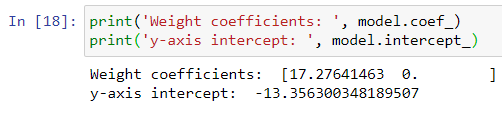 In [18]: print('Weight coefficients: ', model.coef_)
print('y-axis intercept: ', model.intercept_)
Weight coefficients:  [17.27641463  0.        ]
y-axis intercept:  -13.356300348189507